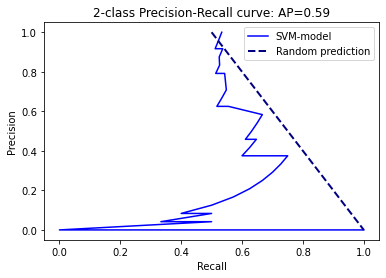 2-class Precision-Recall curve: AP=0.59
SVM-model
Random prediction
Precision
1.0
0.8
0.6
0.4
0.2
0.0
0.0 0.2 0.4 0.6 0.8 1.0
Recall